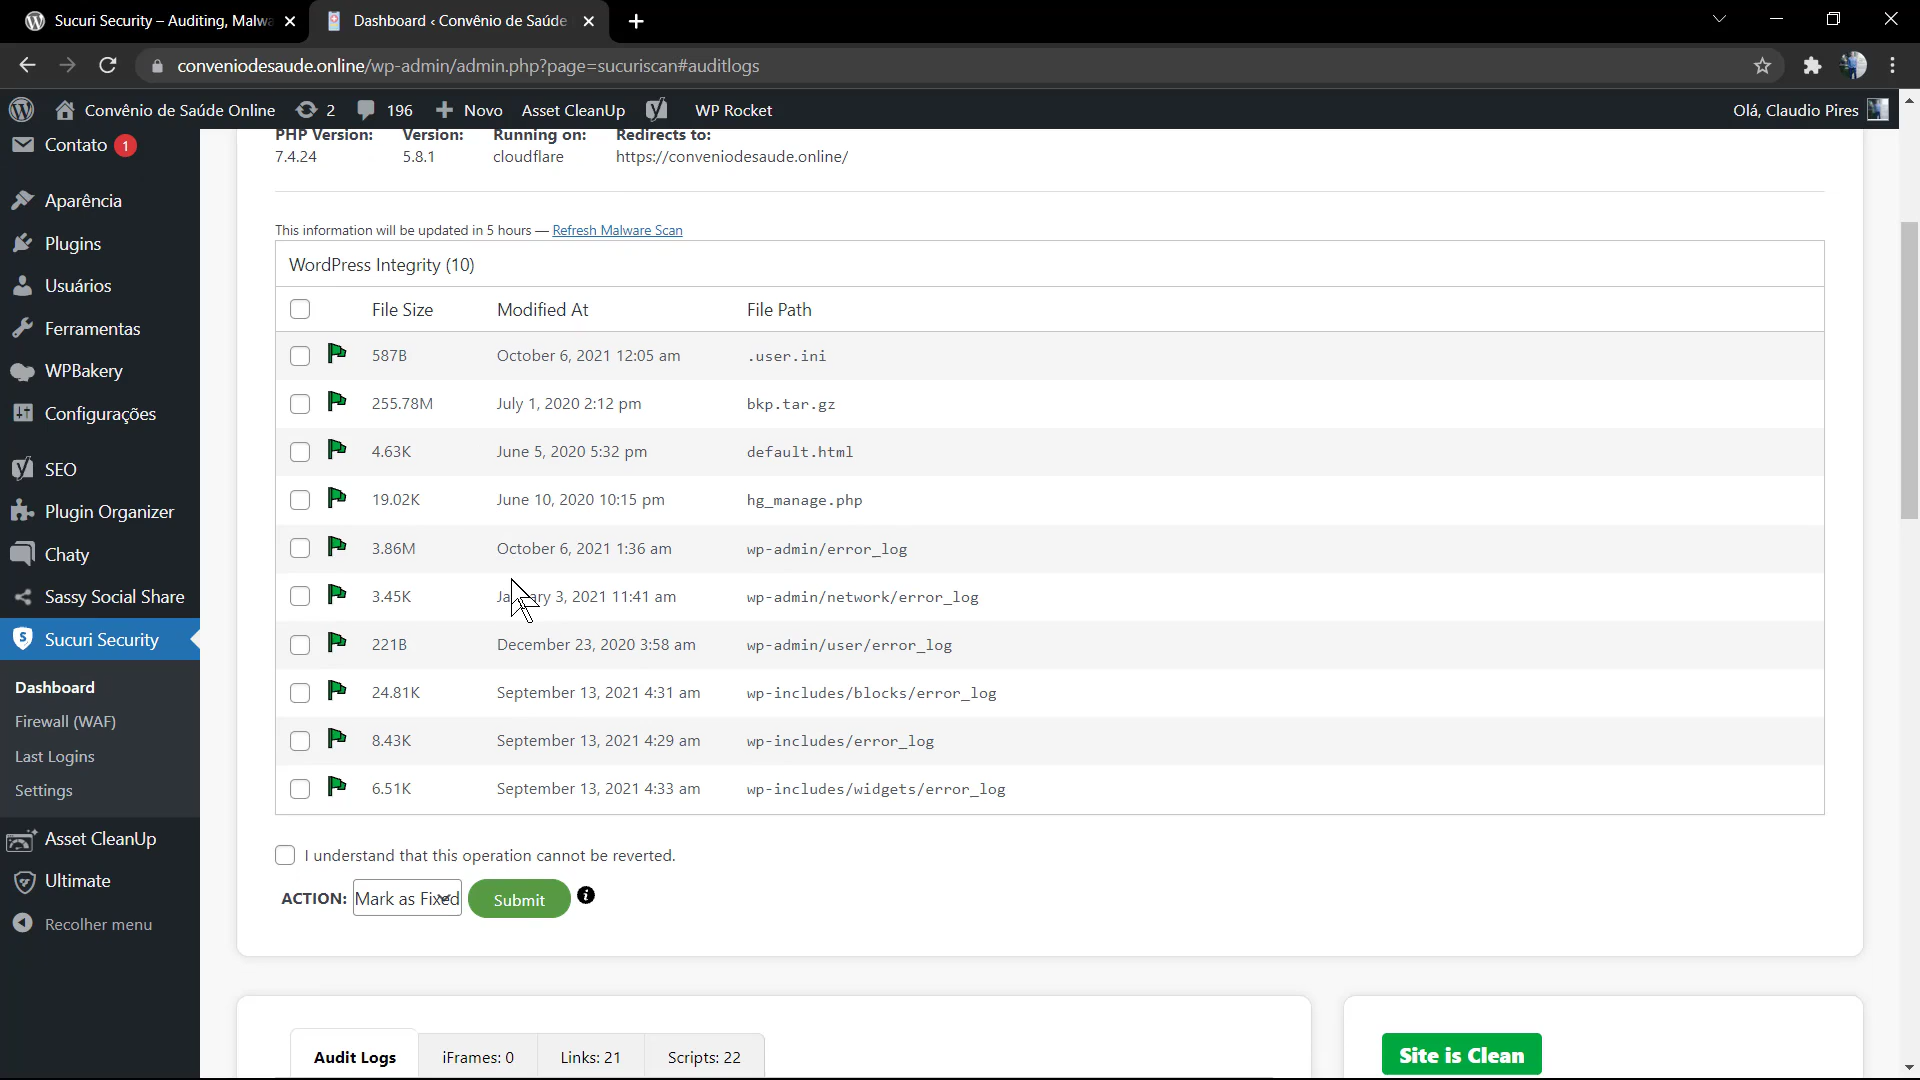 Sucuri Security – Auditing, Malwa
Dashboard ‹ Convênio de Saúde
conveniodesaude.online/wp-admin/admin.php?page=sucuriscan#auditlogs
Convênio de Saúde Online 2 196 Novo Asset CleanUp WP Rocket Olá, Claudio Pires
Contato 1
Aparência
Plugins
Usuários
Ferramentas
WPBakery
Configurações
SEO
Plugin Organizer
Chaty
Sassy Social Share
Sucuri Security
Dashboard
Firewall (WAF)
Last Logins
Settings
Asset CleanUp
Ultimate
Recolher menu
PHP Version: Version: Running on: Redirects to:
7.4.24 5.8.1 cloudflare https://conveniodesaude.online/
This information will be updated in 5 hours — Refresh Malware Scan
WordPress Integrity (10)
File Size Modified At File Path
587B October 6, 2021 12:05 am .user.ini
255.78M July 1, 2020 2:12 pm bkp.tar.gz
4.63K June 5, 2020 5:32 pm default.html
19.02K June 10, 2020 10:15 pm hg_manage.php
3.86M October 6, 2021 1:36 am wp-admin/error_log
3.45K January 3, 2021 11:41 am wp-admin/network/error_log
221B December 23, 2020 3:58 am wp-admin/user/error_log
24.81K September 13, 2021 4:31 am wp-includes/blocks/error_log
8.43K September 13, 2021 4:29 am wp-includes/error_log
6.51K September 13, 2021 4:33 am wp-includes/widgets/error_log
I understand that this operation cannot be reverted.
ACTION: Mark as Fixed Submit
Audit Logs iFrames: 0 Links: 21 Scripts: 22
Site is Clean